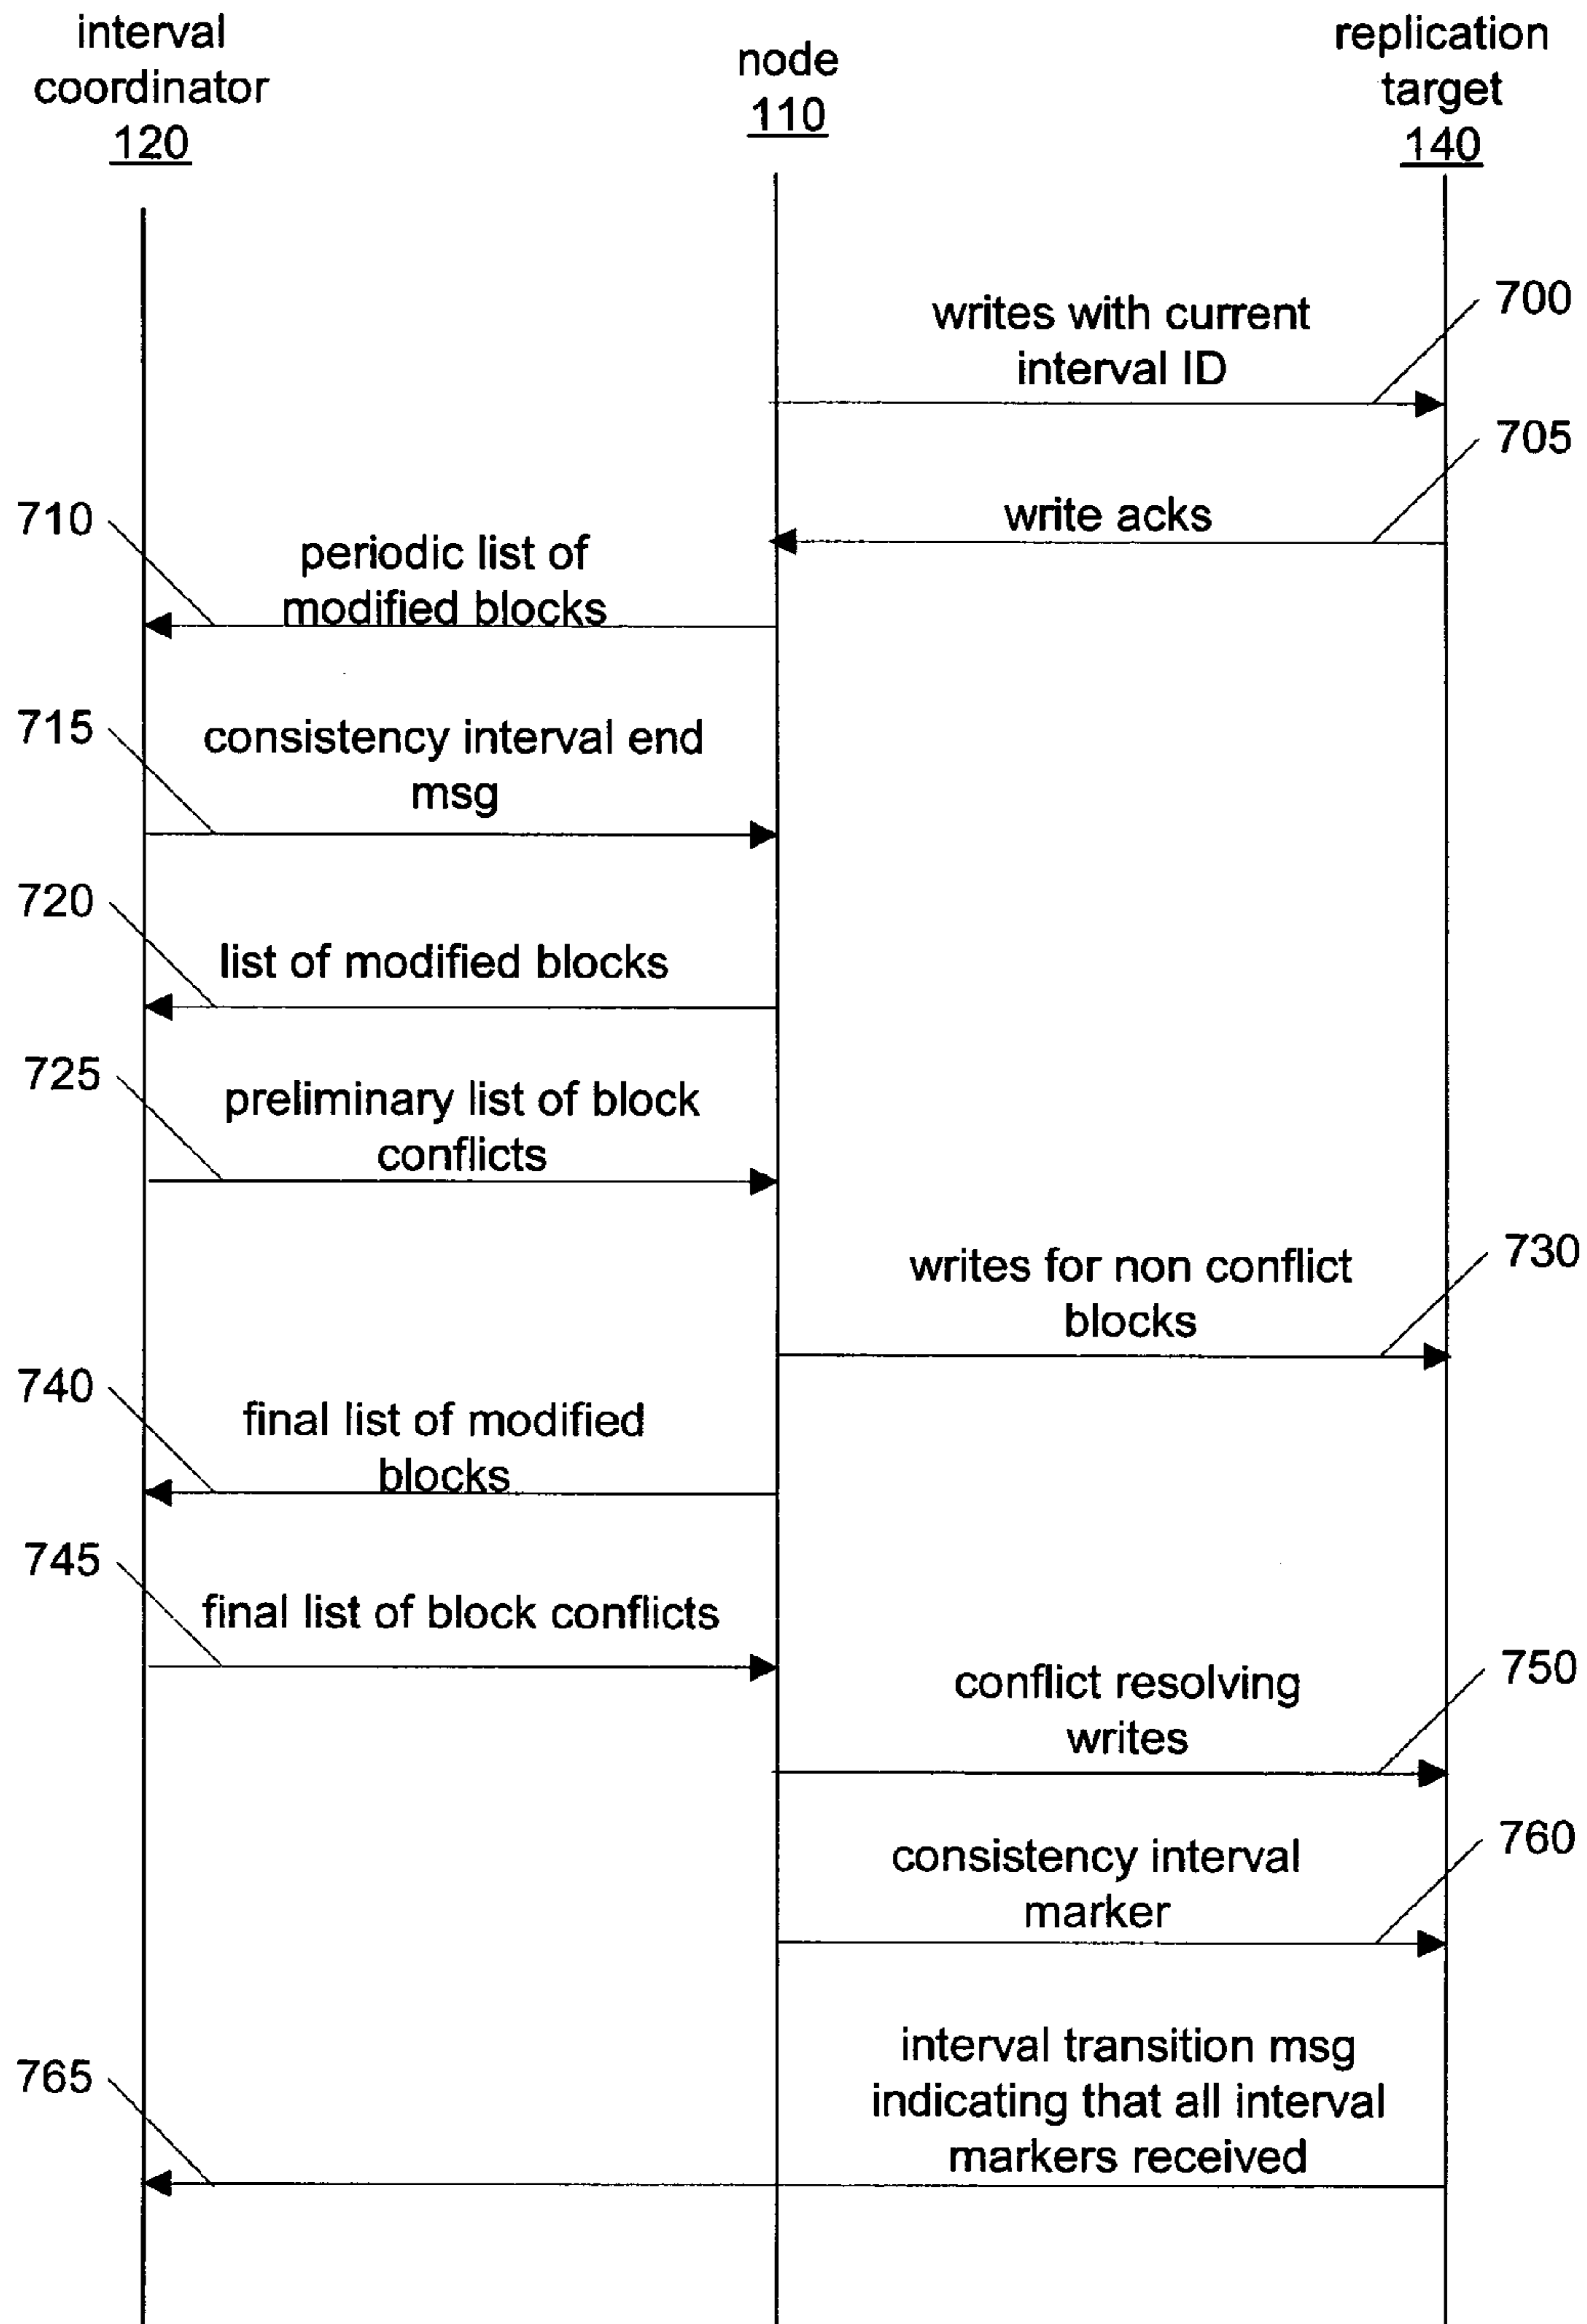 interval
coordinator
120
node
110
replication
target
140
writes with current
interval ID
700
705
write acks
710
periodic list of
modified blocks
715
consistency interval end
msg
720
list of modified blocks
725
preliminary list of block
conflicts
730
writes for non conflict
blocks
740
final list of modified
blocks
745
final list of block conflicts
750
conflict resolving
writes
760
consistency interval
marker
765
interval transition msg
indicating that all interval
markers received